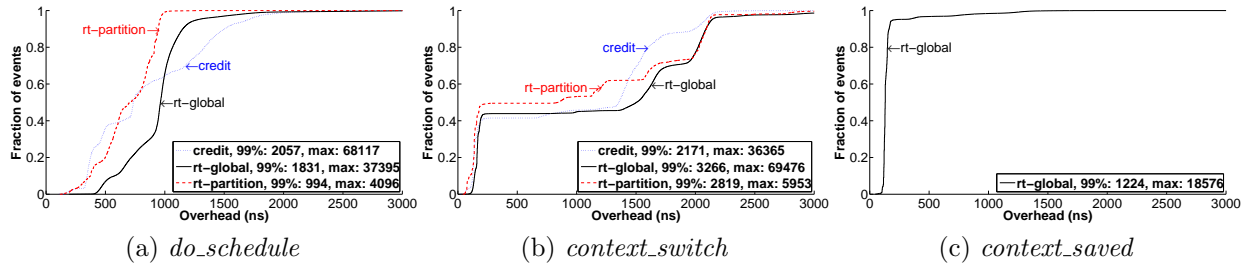 Fraction of events
1
0.8
0.6
0.4
0.2
0
rt-partition
credit
rt-global
credit, 99%: 2057, max: 68117
rt-global, 99%: 1831, max: 37395
rt-partition, 99%: 994, max: 4096
0 500 1000 1500 2000 2500 3000
Overhead (ns)
(a) do_schedule
Fraction of events
1
0.8
0.6
0.4
0.2
0
credit
rt-partition
rt-global
credit, 99%: 2171, max: 36365
rt-global, 99%: 3266, max: 69476
rt-partition, 99%: 2819, max: 5953
0 500 1000 1500 2000 2500 3000
Overhead (ns)
(b) context_switch
Fraction of events
1
0.8
0.6
0.4
0.2
0
rt-global
rt-global, 99%: 1224, max: 18576
0 500 1000 1500 2000 2500 3000
Overhead (ns)
(c) context_saved